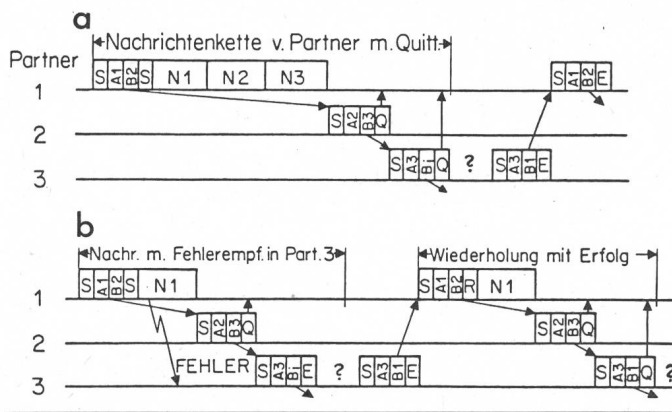 a
Nachrichtenkette v. Partner m. Quitt.
Partner
1
S A1 B2 S N1 N2 N3
S A1 B2 E
2
S A2 B3 Q
3
S A3 Bi Q ? S A3 B1 E
b
Nachr. m. Fehlerempf. in Part. 3
Wiederholung mit Erfolg
1
S A1 B2 S N1
S A1 B2 R N1
2
S A2 B3 Q
S A2 B3 Q
FEHLER
3
S A3 Bi E ? S A3 B1 E
S A3 B1 Q ?